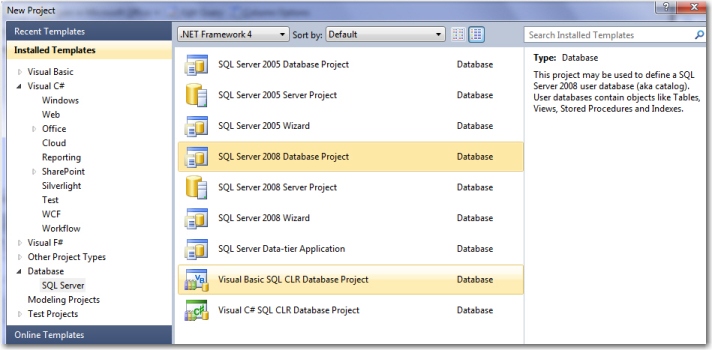 New Project
Recent Templates
Installed Templates
Visual Basic
Visual C#
Windows
Web
Office
Cloud
Reporting
SharePoint
Silverlight
Test
WCF
Workflow
Visual F#
Other Project Types
Database
SQL Server
Modeling Projects
Test Projects
Online Templates
.NET Framework 4
Sort by: Default
SQL Server 2005 Database Project Database
SQL Server 2005 Server Project Database
SQL Server 2005 Wizard Database
SQL Server 2008 Database Project Database
SQL Server 2008 Server Project Database
SQL Server 2008 Wizard Database
SQL Server Data-tier Application Database
Visual Basic SQL CLR Database Project Database
Visual C# SQL CLR Database Project Database
Search Installed Templates
Type: Database
This project may be used to define a SQL
Server 2008 user database (aka catalog).
User databases contain objects like Tables,
Views, Stored Procedures and Indexes.